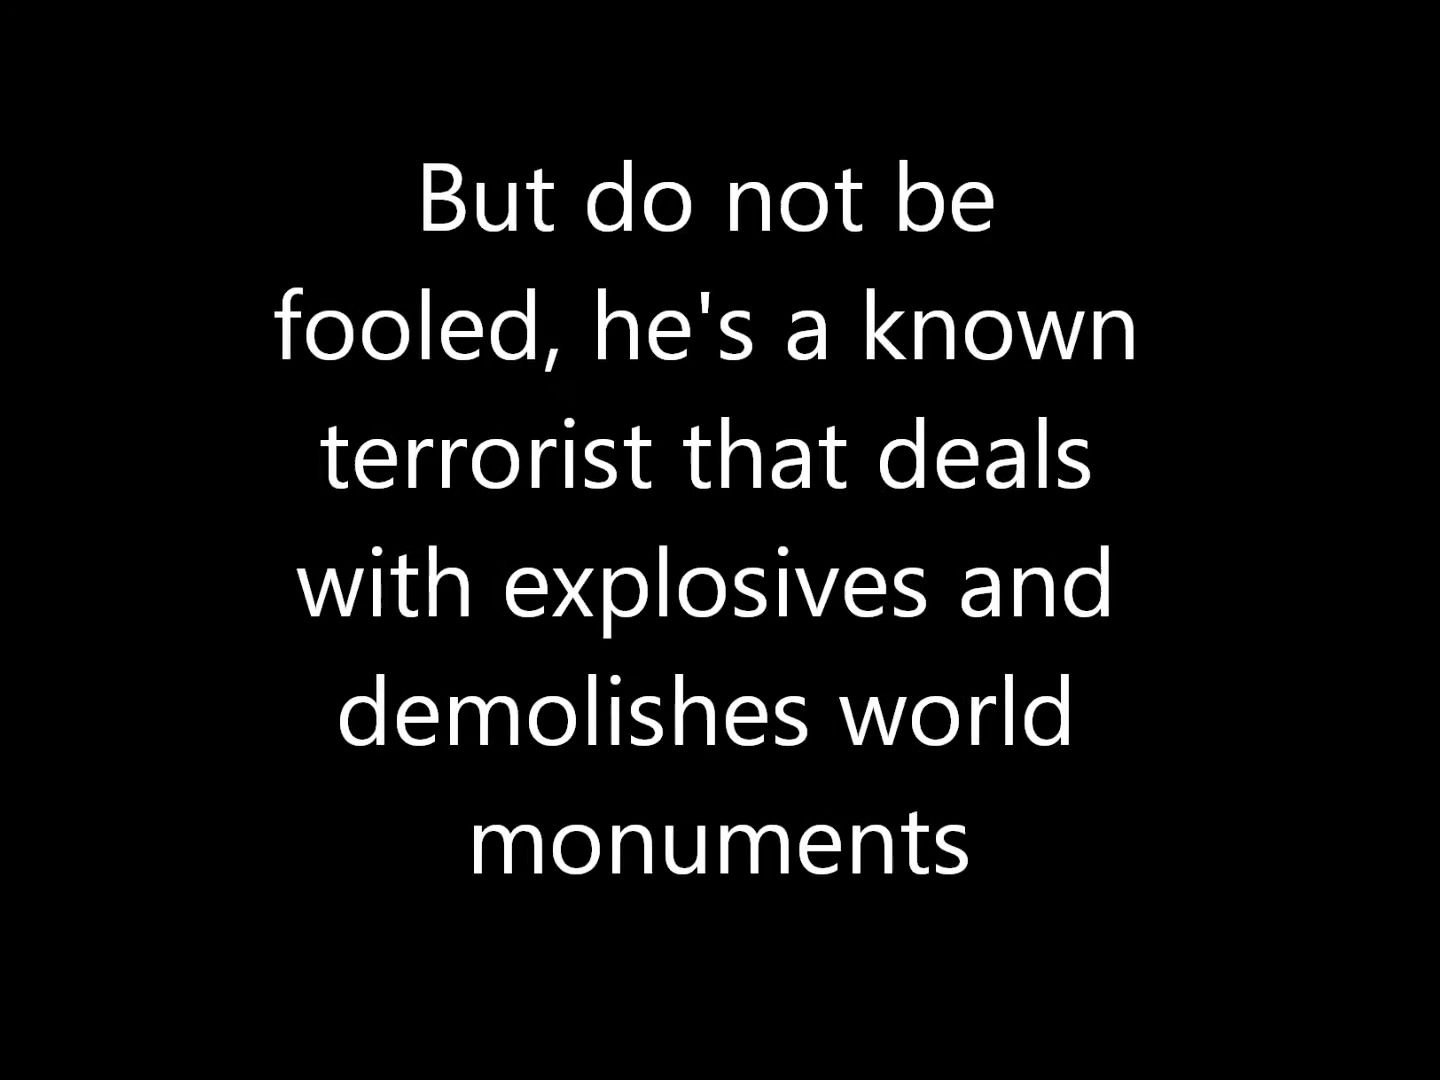 But do not be
fooled, he's a known
terrorist that deals
with explosives and
demolishes world
monuments